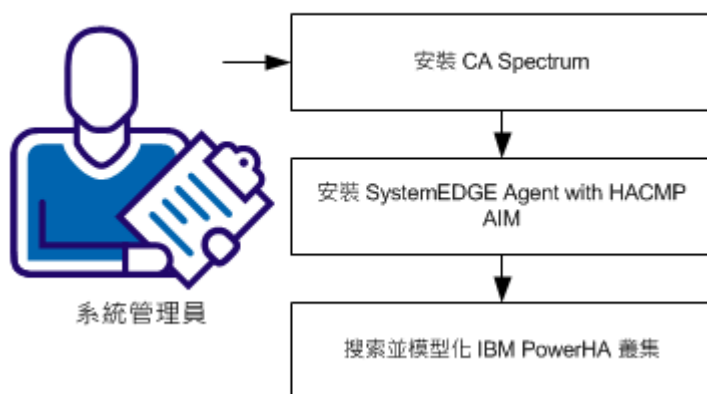 安裝 CA Spectrum
安裝 SystemEDGE Agent with HACMP
AIM
系統管理員
搜索並模型化 IBM PowerHA 叢集